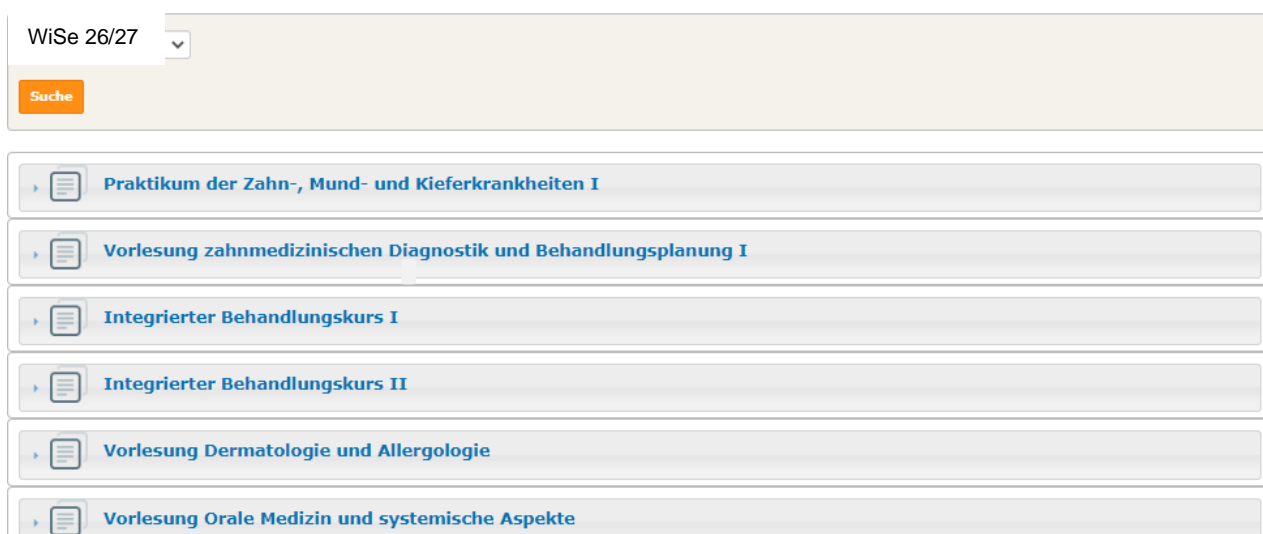 WiSe 26/27
Suche
Praktikum der Zahn-, Mund- und Kieferkrankheiten I
Vorlesung zahnmedizinischen Diagnostik und Behandlungsplanung I
Integrierter Behandlungskurs I
Integrierter Behandlungskurs II
Vorlesung Dermatologie und Allergologie
Vorlesung Orale Medizin und systemische Aspekte